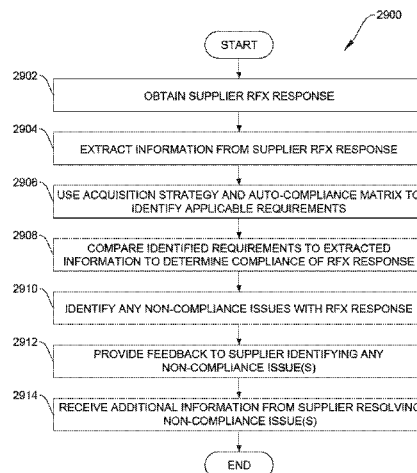 2900
START
2902
OBTAIN SUPPLIER RFX RESPONSE
2904
EXTRACT INFORMATION FROM SUPPLIER RFX RESPONSE
2906
USE ACQUISITION STRATEGY AND AUTO-COMPLIANCE MATRIX TO
IDENTIFY APPLICABLE REQUIREMENTS
2908
COMPARE IDENTIFIED REQUIREMENTS TO EXTRACTED
INFORMATION TO DETERMINE COMPLIANCE OF RFX RESPONSE
2910
IDENTIFY ANY NON-COMPLIANCE ISSUES WITH RFX RESPONSE
2912
PROVIDE FEEDBACK TO SUPPLIER IDENTIFYING ANY
NON-COMPLIANCE ISSUE(S)
2914
RECEIVE ADDITIONAL INFORMATION FROM SUPPLIER RESOLVING
NON-COMPLIANCE ISSUE(S)
END